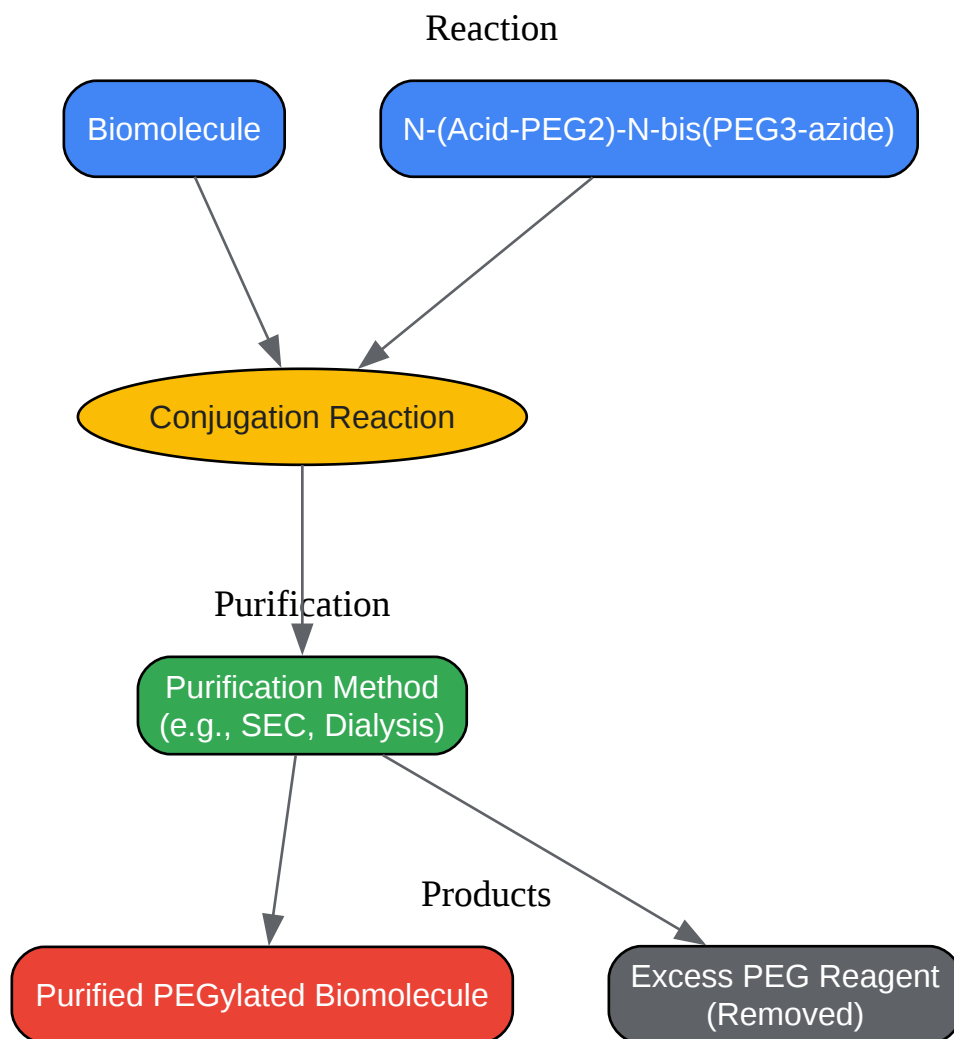 Reaction
Biomolecule
N-(Acid-PEG2)-N-bis(PEG3-azide)
Conjugation Reaction
Purification
Purification Method
(e.g., SEC, Dialysis)
Products
Purified PEGylated Biomolecule
Excess PEG Reagent
(Removed)